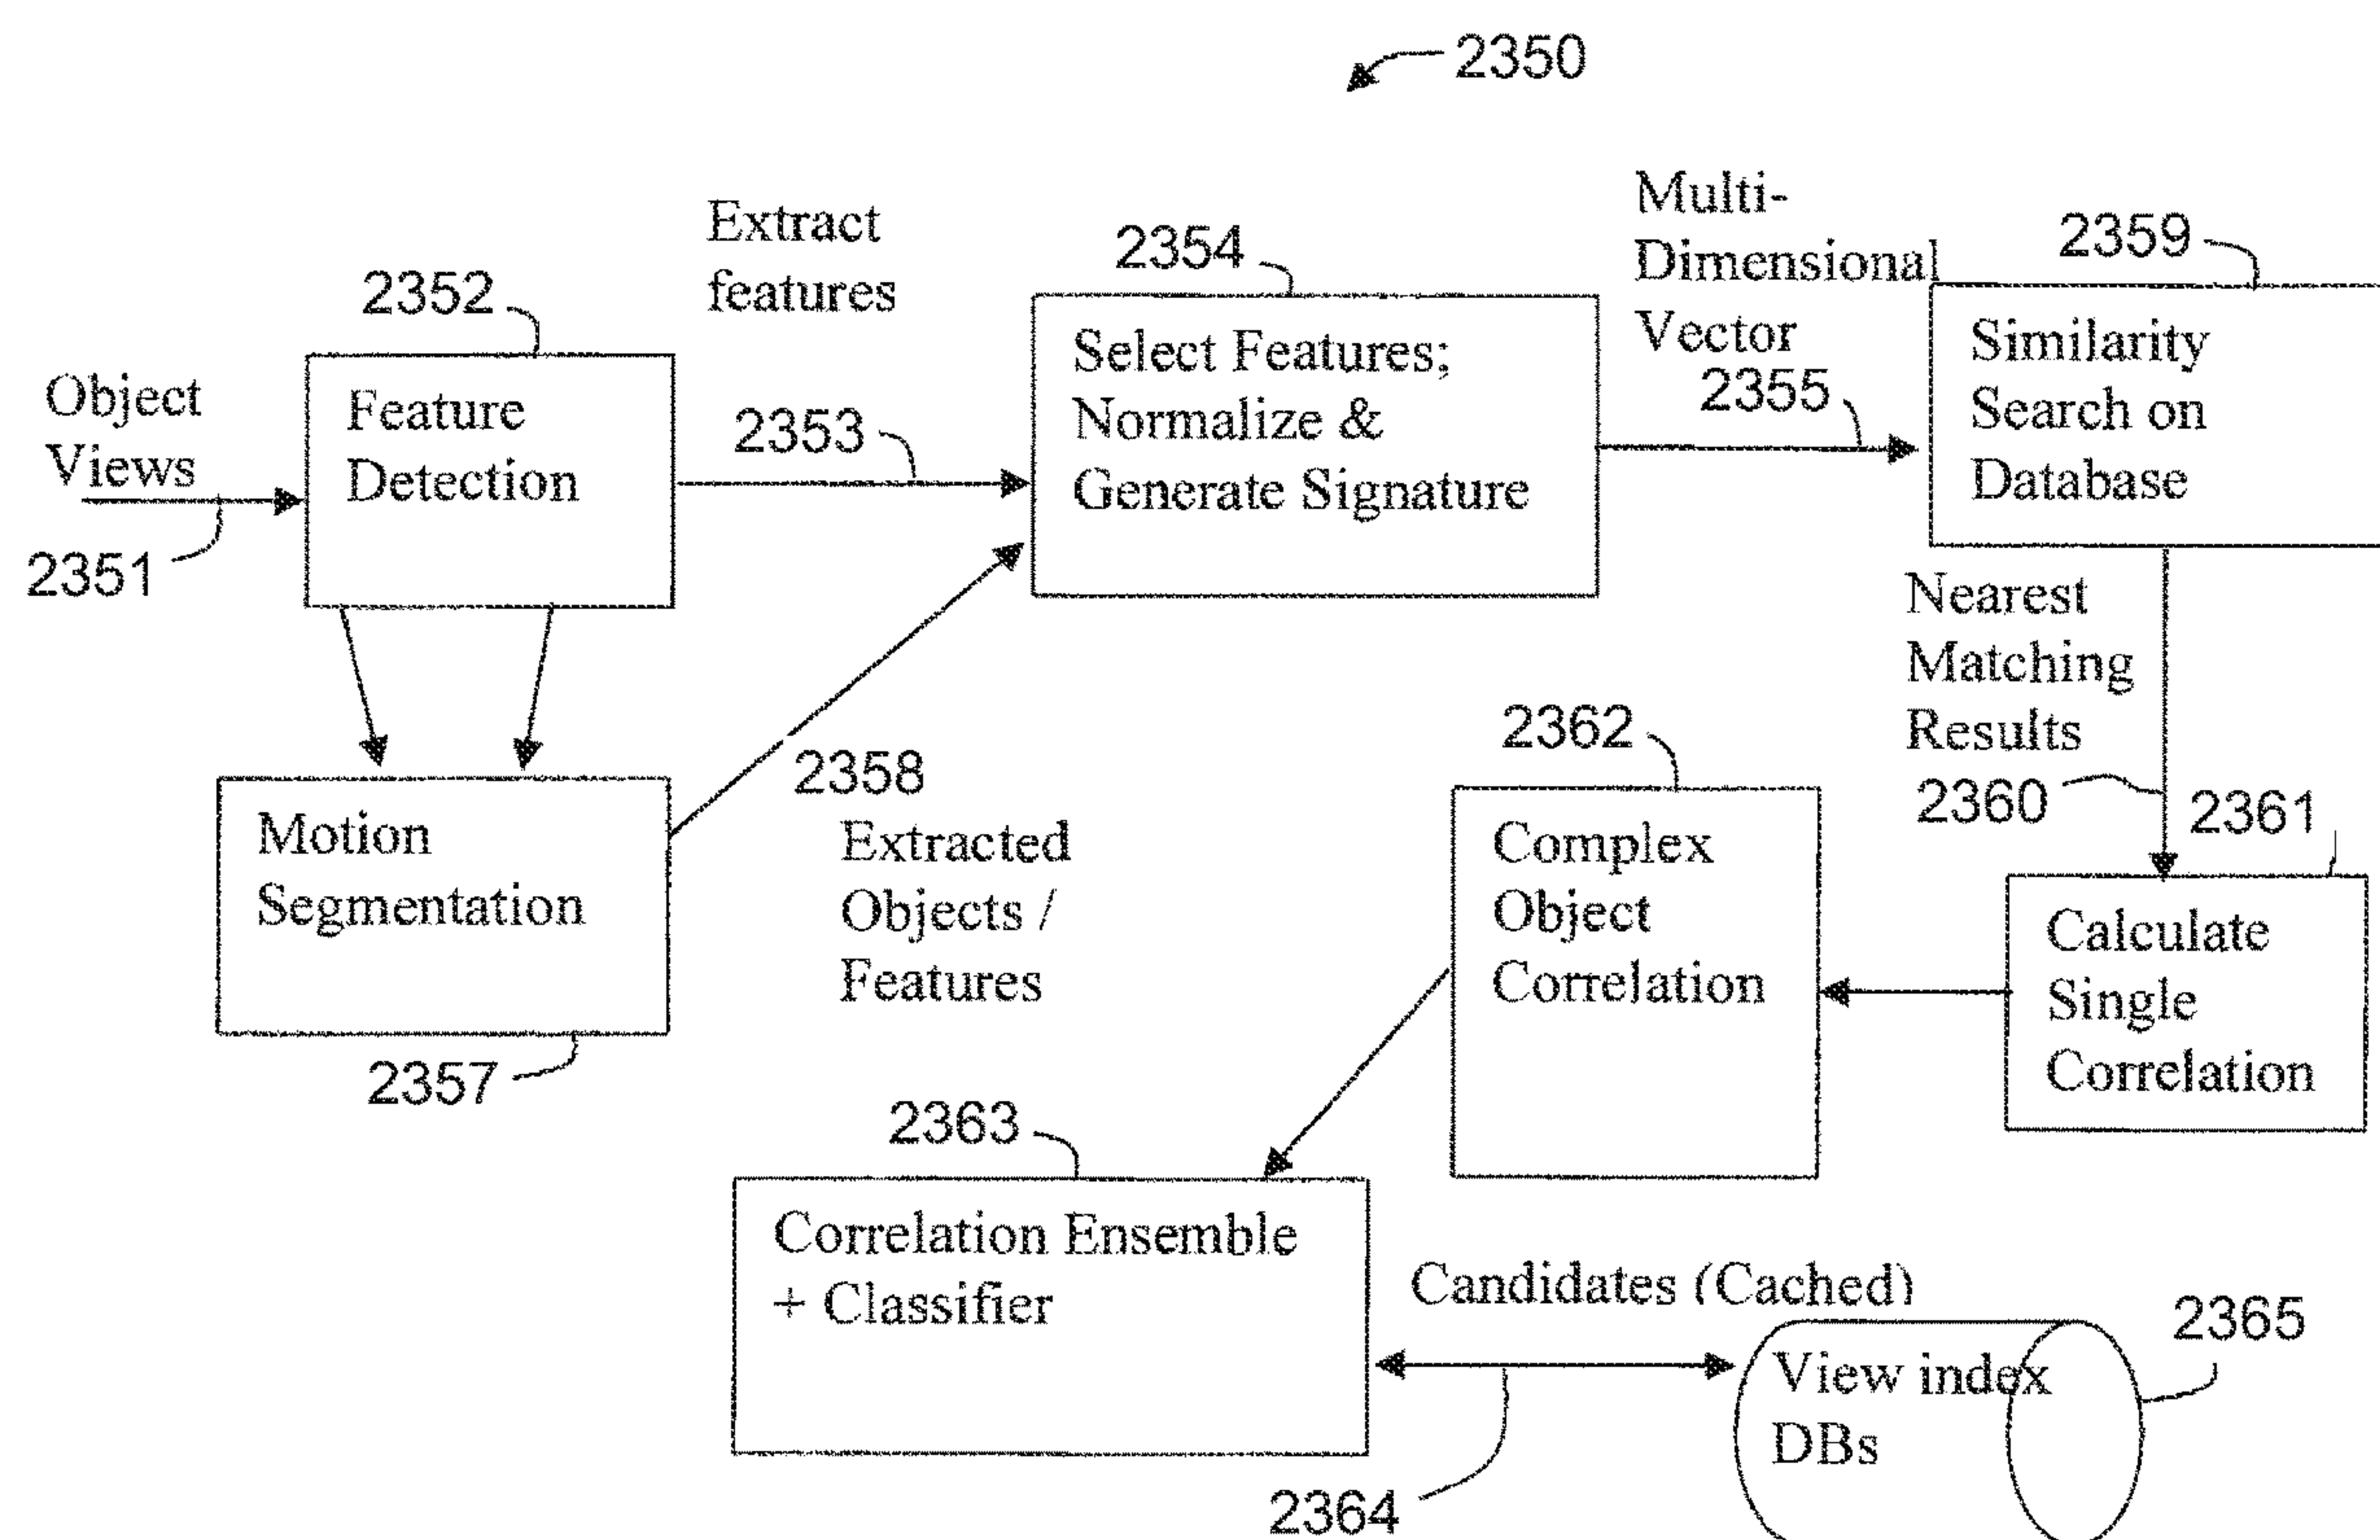 2350
Object
Views
2351
2352
Feature
Detection
Extract
features
2353
2354
Select Features;
Normalize &
Generate Signature
Multi-
Dimensional
Vector
2355
2359
Similarity
Search on
Database
Nearest
Matching
Results
2360
2361
Calculate
Single
Correlation
2362
Complex
Object
Correlation
2358
Extracted
Objects /
Features
Motion
Segmentation
2357
2363
Correlation Ensemble
+ Classifier
Candidates (Cached)
2364
2365
View index
DBs